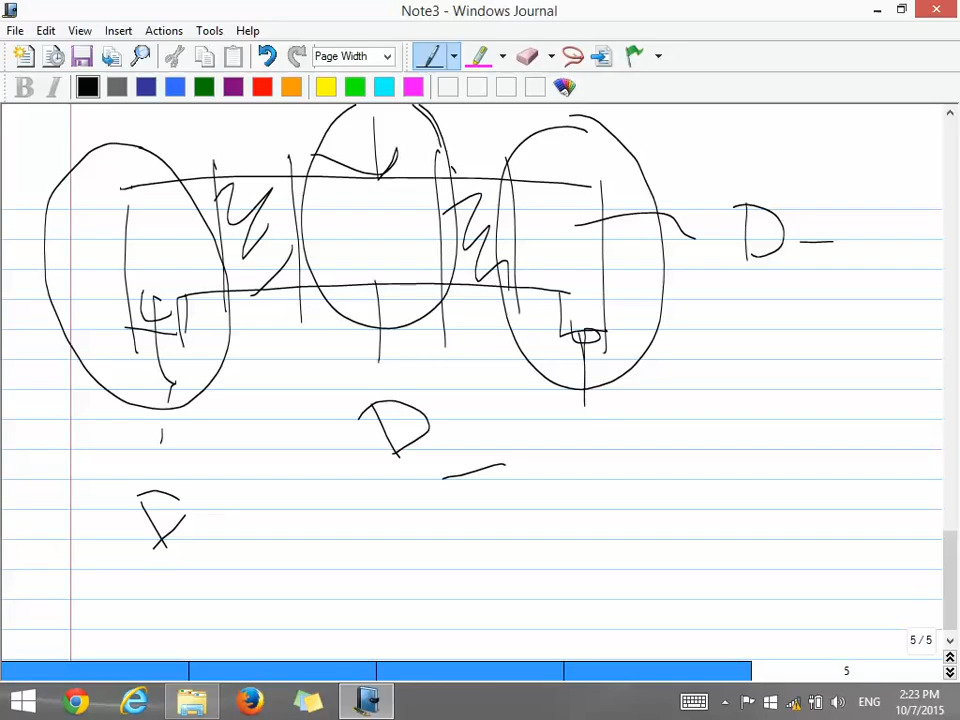 Note3 - Windows Journal
File Edit View Insert Actions Tools Help
Page Width
B I
D –
D –
D
5 / 5
5
ENG
2:23 PM
10/7/2015